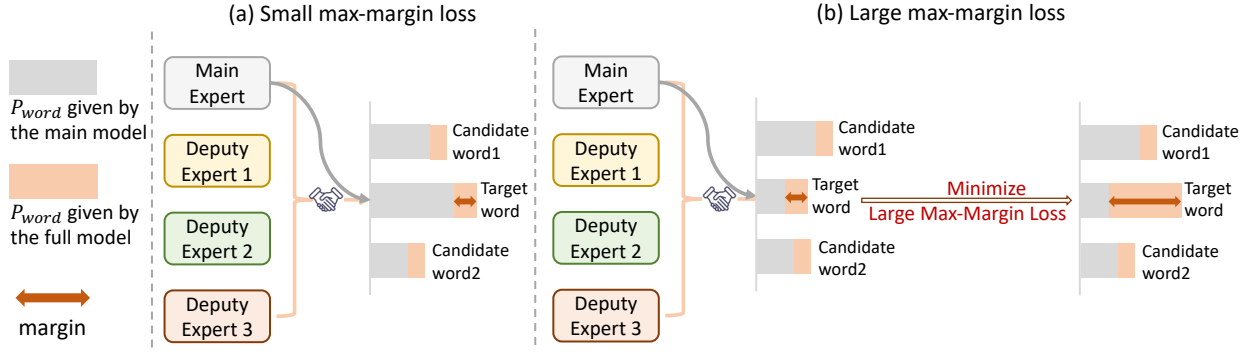 (a) Small max-margin loss
(b) Large max-margin loss
P_word given by
the main model
P_word given by
the full model
margin
Main
Expert
Deputy
Expert 1
Deputy
Expert 2
Deputy
Expert 3
Candidate
word1
Target
word
Candidate
word2
Main
Expert
Deputy
Expert 1
Deputy
Expert 2
Deputy
Expert 3
Candidate
word1
Target
word
Candidate
word2
Minimize
Large Max-Margin Loss
Candidate
word1
Target
word
Candidate
word2